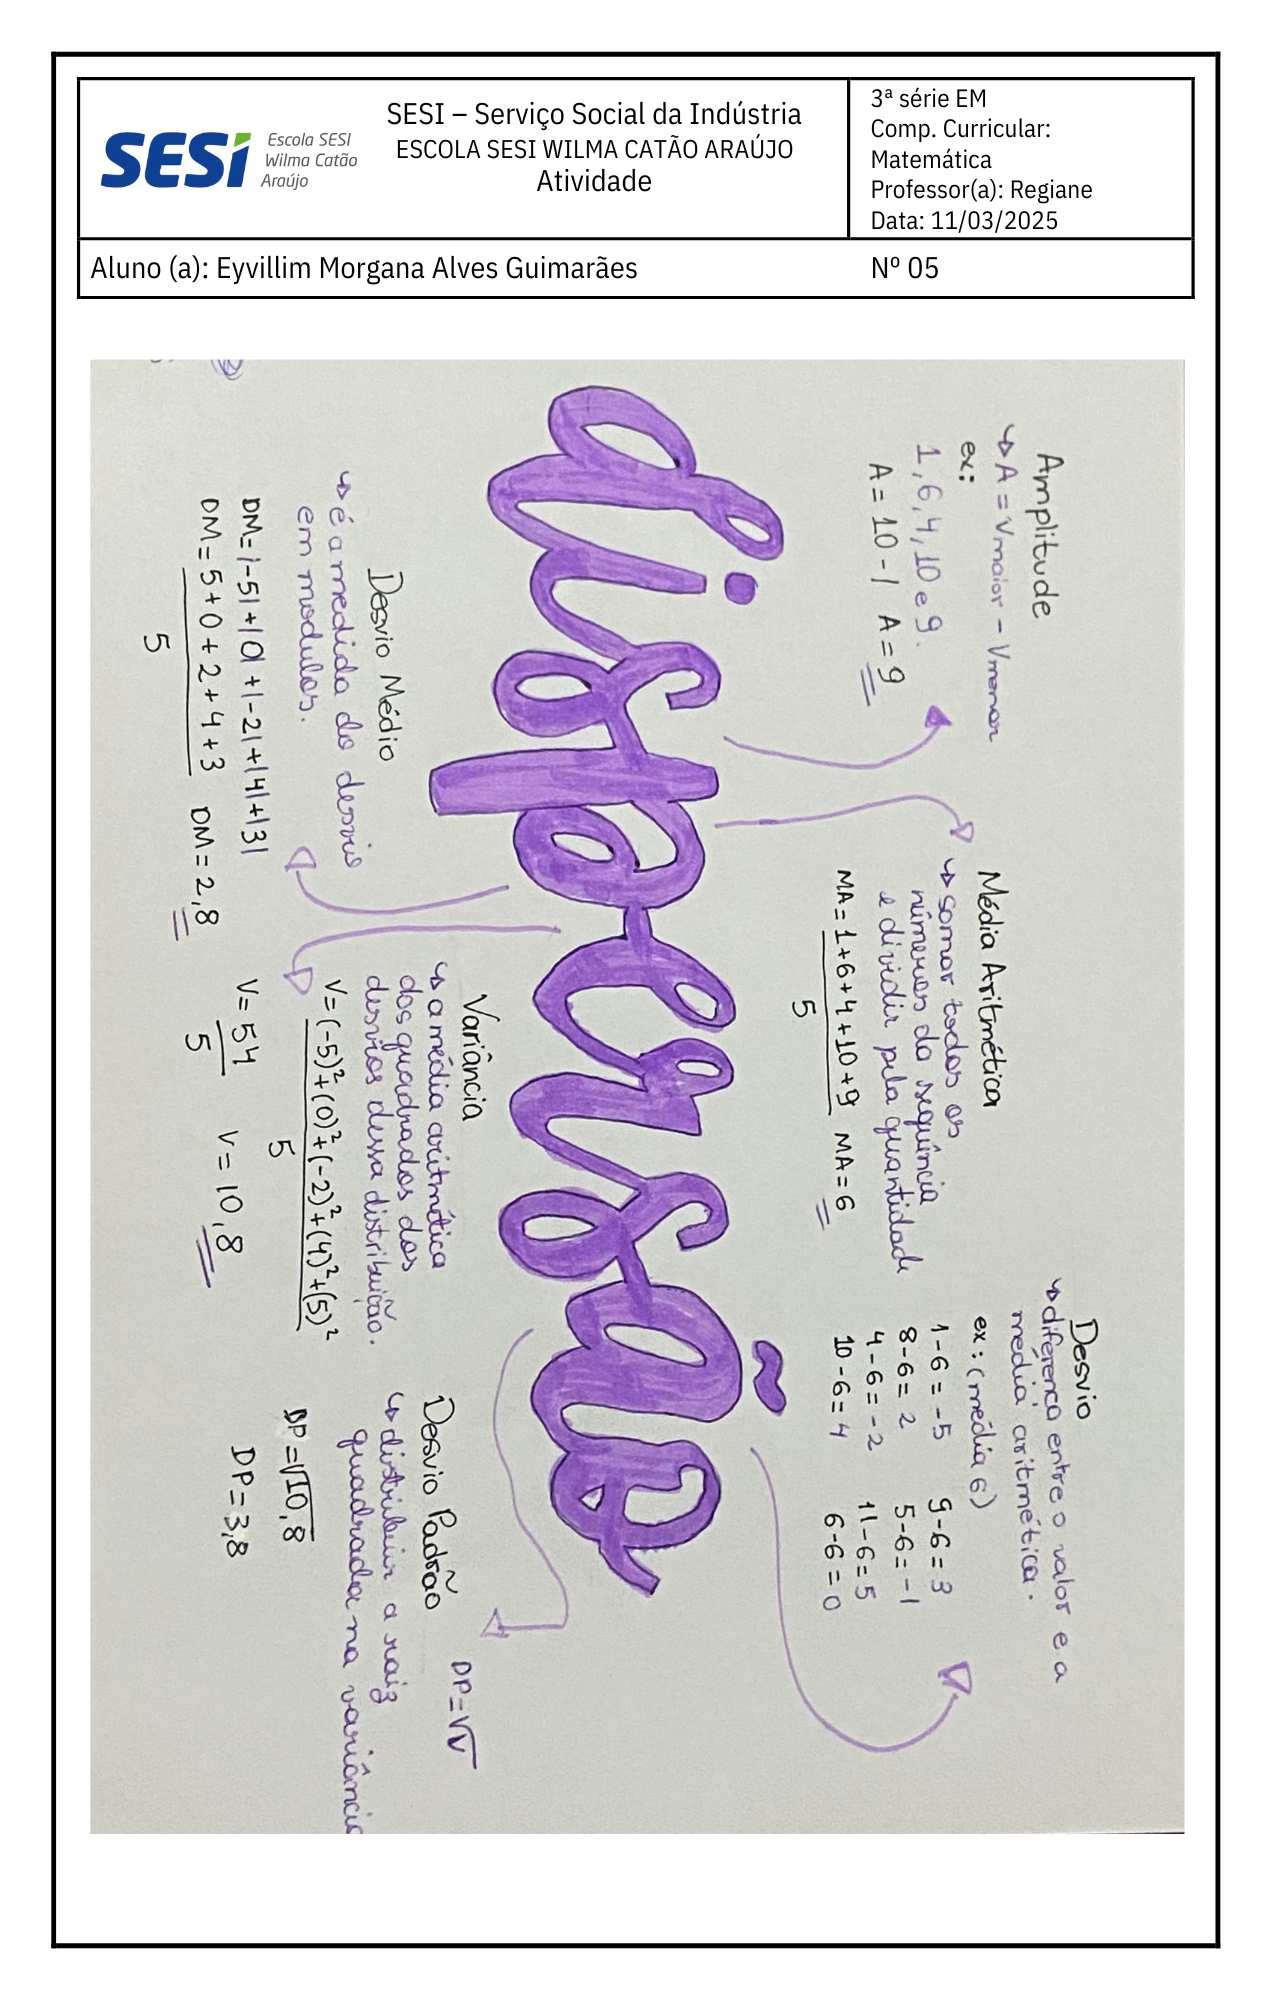 SESI
Escola SESI
Wilma Catão
Araújo
SESI – Serviço Social da Indústria
ESCOLA SESI WILMA CATÃO ARAÚJO
Atividade
3ª série EM
Comp. Curricular:
Matemática
Professor(a): Regiane
Data: 11/03/2025
Aluno (a): Eyvillim Morgana Alves Guimarães
Nº 05
Amplitude
↳ A = Vmaior - Vmenor
ex:
1, 6, 4, 10 e 9.
A = 10 - 1 A = 9
Média Aritmética
↳ somar todos os
números da sequência
e dividir pela quantidade
MA = 1+6+4+10+9 MA = 6
5
Desvio
↳ diferença entre o valor e a
média aritmética.
ex: (média 6)
1-6 = -5 9-6 = 3
8-6 = 2 5-6 = -1
4-6 = -2 11-6 = 5
10-6 = 4 6-6 = 0
dispersão
Desvio Médio
↳ é a medida do desvio
em modulos.
DM = |-5|+|0|+|-2|+|4|+|3|
DM = 5+0+2+4+3 DM = 2,8
5
Variância
↳ a média aritmética
dos quadrados dos
desvios dessa distribuição.
V = (-5)²+(0)²+(-2)²+(4)²+(5)²
5
V = 54 V = 10,8
5
Desvio Padrão
DP = √V
↳ distribuir a raiz
quadrada na variância
DP = √10,8
DP = 3,8